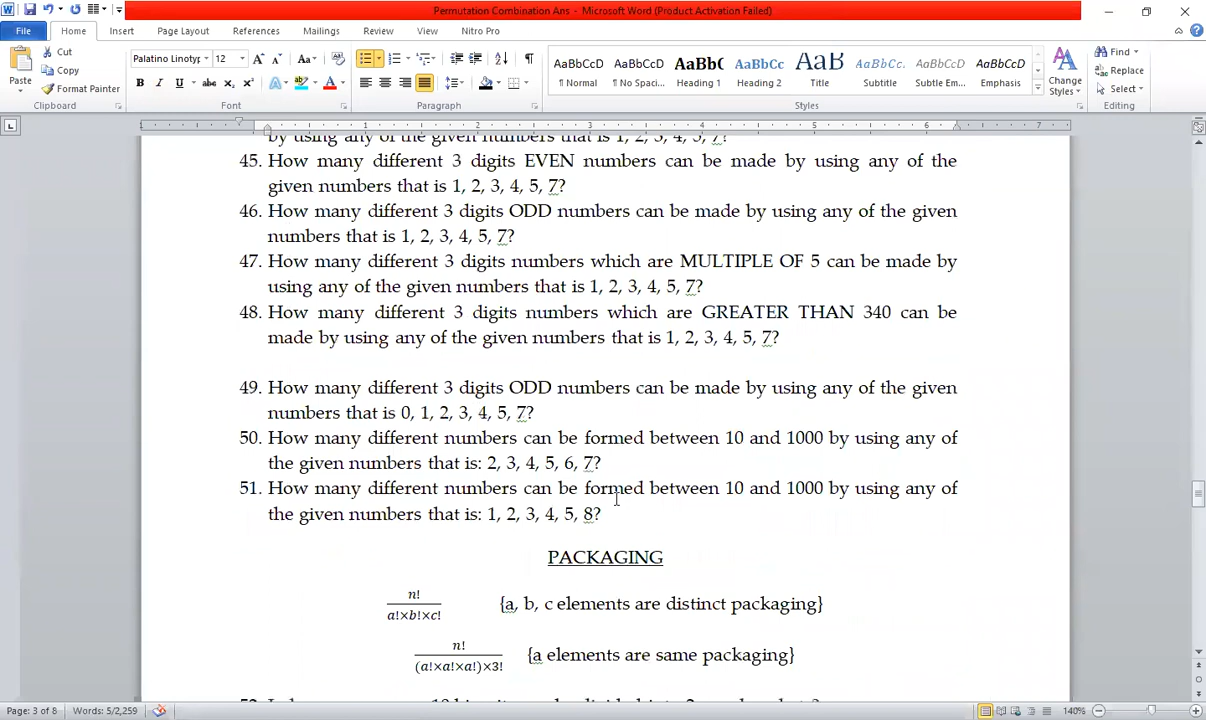 Permutation Combination Ans - Microsoft Word (Product Activation Failed)
File Home Insert Page Layout References Mailings Review View Nitro Pro
Cut
Copy
Format Painter
Paste
Clipboard
Palatino Linoty 12
B I U abc x₂ x² A
Font
Paragraph
AaBbCcD AaBbCcD AaBbC AaBbCc AaB AaBbCcD AaBbCcD AaBbCcD
¶ Normal ¶ No Spaci... Heading 1 Heading 2 Title Subtitle Subtle Em... Emphasis
Change Styles
Styles
Find
Replace
Select
Editing
1 1 2 3 4 5 6 7
by using any of the given numbers that is 1, 2, 3, 4, 5, 7?
45. How many different 3 digits EVEN numbers can be made by using any of the
given numbers that is 1, 2, 3, 4, 5, 7?
46. How many different 3 digits ODD numbers can be made by using any of the given
numbers that is 1, 2, 3, 4, 5, 7?
47. How many different 3 digits numbers which are MULTIPLE OF 5 can be made by
using any of the given numbers that is 1, 2, 3, 4, 5, 7?
48. How many different 3 digits numbers which are GREATER THAN 340 can be
made by using any of the given numbers that is 1, 2, 3, 4, 5, 7?
49. How many different 3 digits ODD numbers can be made by using any of the given
numbers that is 0, 1, 2, 3, 4, 5, 7?
50. How many different numbers can be formed between 10 and 1000 by using any of
the given numbers that is: 2, 3, 4, 5, 6, 7?
51. How many different numbers can be formed between 10 and 1000 by using any of
the given numbers that is: 1, 2, 3, 4, 5, 8?
PACKAGING
n!
a!×b!×c! {a, b, c elements are distinct packaging}
n!
(a!×a!×a!)×3! {a elements are same packaging}
Page: 3 of 8 Words: 5/2,259 140%